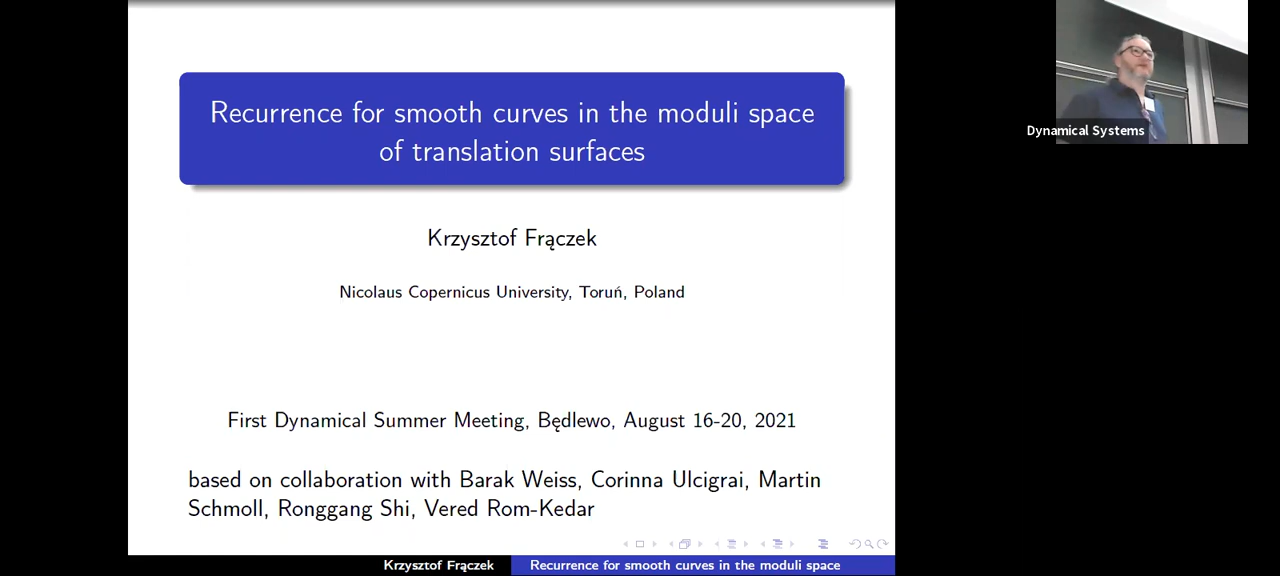 Recurrence for smooth curves in the moduli space
of translation surfaces
Krzysztof Frączek
Nicolaus Copernicus University, Toruń, Poland
First Dynamical Summer Meeting, Będlewo, August 16-20, 2021
based on collaboration with Barak Weiss, Corinna Ulcigrai, Martin
Schmoll, Ronggang Shi, Vered Rom-Kedar
Krzysztof Frączek
Recurrence for smooth curves in the moduli space
Dynamical Systems